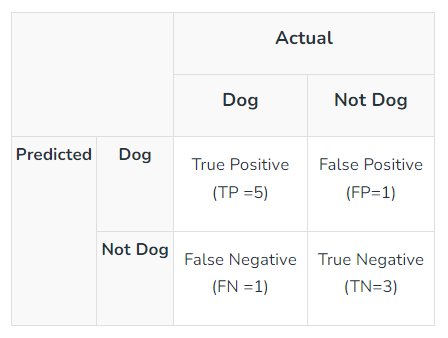 Actual
Dog Not Dog
Predicted Dog True Positive False Positive
(TP =5) (FP=1)
Not Dog False Negative True Negative
(FN =1) (TN=3)